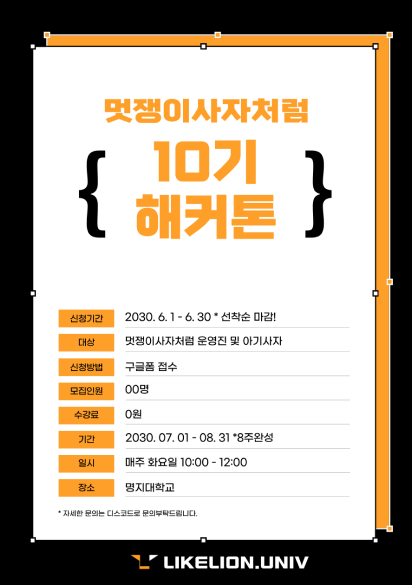 멋쟁이사자처럼
{ 10기
해커톤 }
신청기간 2030. 6. 1 - 6. 30 * 선착순 마감!
대상 멋쟁이사자처럼 운영진 및 아기사자
신청방법 구글폼 접수
모집인원 00명
수강료 0원
기간 2030. 07. 01 - 08. 31 *8주완성
일시 매주 화요일 10:00 - 12:00
장소 명지대학교
* 자세한 문의는 디스코드로 문의부탁드립니다.
LIKELION.UNIV